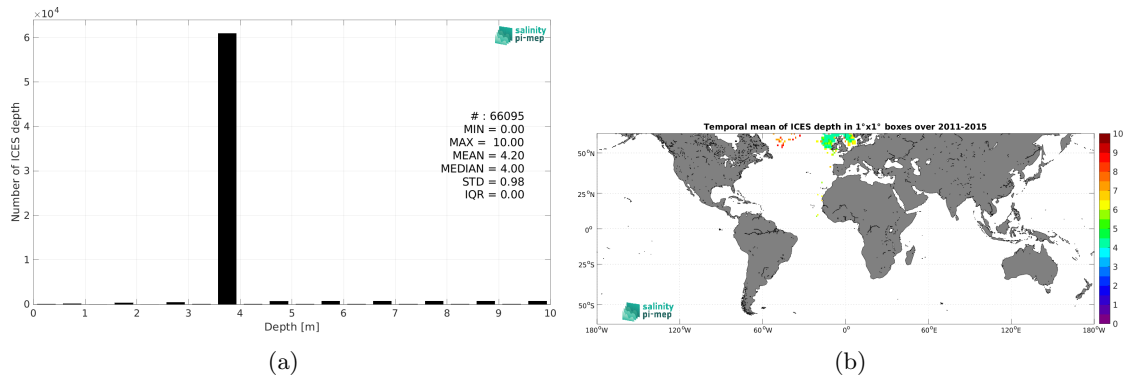 ×10⁴
6
5
4
3
2
1
0
Number of ICES depth
salinity
pi-mep
# : 66095
MIN = 0.00
MAX = 10.00
MEAN = 4.20
MEDIAN = 4.00
STD = 0.98
IQR = 0.00
0 1 2 3 4 5 6 7 8 9 10
Depth [m]
(a)
Temporal mean of ICES depth in 1°x1° boxes over 2011-2015
50°N
25°N
0°
25°S
50°S
salinity
pi-mep
180°W 120°W 60°W 0° 60°E 120°E 180°W
10
9
8
7
6
5
4
3
2
1
0
(b)